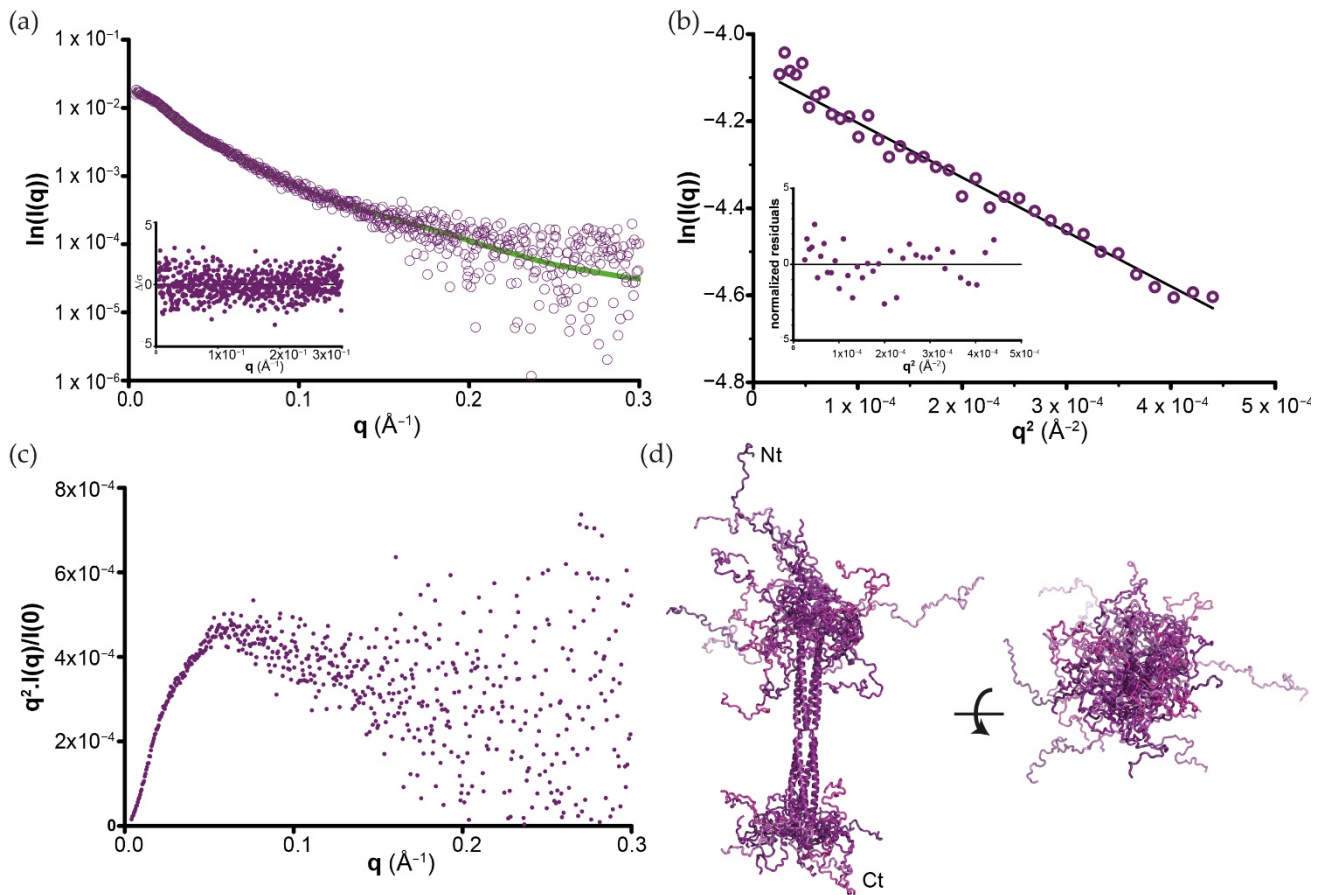 (a)
ln(I(q))
1 x 10⁻¹
1 x 10⁻²
1 x 10⁻³
1 x 10⁻⁴
1 x 10⁻⁵
1 x 10⁻⁶
0.0
0.1
0.2
0.3
q (Å⁻¹)
5
0
-5
Δ/σ
0
1x10⁻¹
2x10⁻¹
3x10⁻¹
q (Å⁻¹)
(b)
ln(I(q))
−4.0
−4.2
−4.4
−4.6
−4.8
0
1 x 10⁻⁴
2 x 10⁻⁴
3 x 10⁻⁴
4 x 10⁻⁴
5 x 10⁻⁴
q² (Å⁻²)
normalized residuals
5
0
-5
0
1x10⁻⁴
2x10⁻⁴
3x10⁻⁴
4x10⁻⁴
5x10⁻⁴
q² (Å⁻²)
(c)
q².I(q)/I(0)
8x10⁻⁴
6x10⁻⁴
4x10⁻⁴
2x10⁻⁴
0
0.0
0.1
0.2
0.3
q (Å⁻¹)
(d)
Nt
Ct